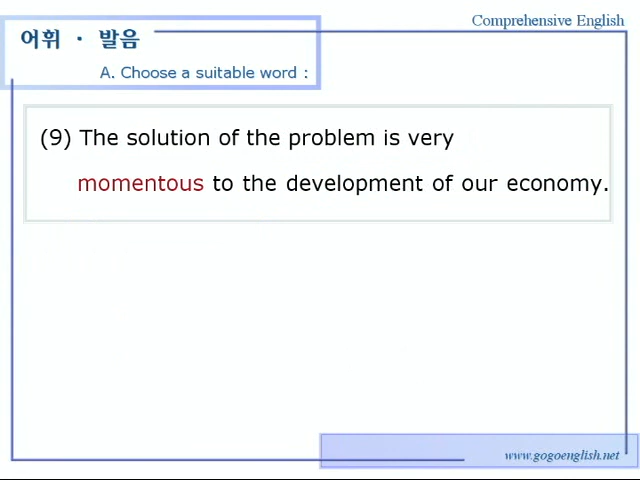 Comprehensive English
어휘 · 발음
A. Choose a suitable word :
(9) The solution of the problem is very
momentous to the development of our economy.
www.gogoenglish.net